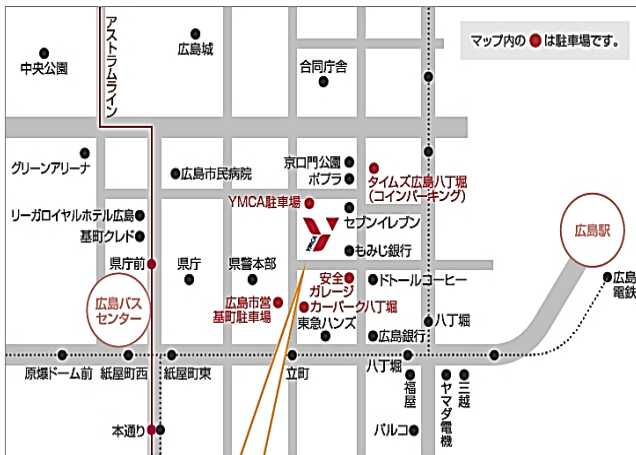 マップ内の ● は駐車場です。
アストラムライン
広島城
中央公園
合同庁舎
グリーンアリーナ
広島市民病院
京口門公園
ポプラ
タイムズ広島八丁堀
(コインパーキング)
YMCA駐車場
リーガロイヤルホテル広島
基町クレド
セブンイレブン
YMCA
もみじ銀行
広島駅
県庁前
県庁
県警本部
安全
ガレージ
ドトールコーヒー
広島
電鉄
広島バス
センター
広島市営
基町駐車場
カーパーク八丁堀
東急ハンズ
広島銀行
八丁堀
原爆ドーム前
紙屋町西
紙屋町東
立町
八丁堀
福屋
ヤマダ電機
三越
本通り
パルコ